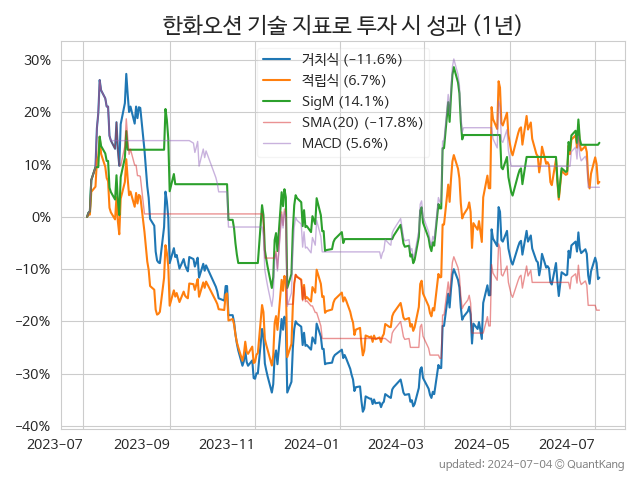 한화오션 기술 지표로 투자 시 성과 (1년)
거치식 (−11.6%)
적립식 (6.7%)
SigM (14.1%)
SMA(20) (−17.8%)
MACD (5.6%)
30%
20%
10%
0%
−10%
−20%
−30%
−40%
2023-07 2023-09 2023-11 2024-01 2024-03 2024-05 2024-07
updated: 2024-07-04 © QuantKang